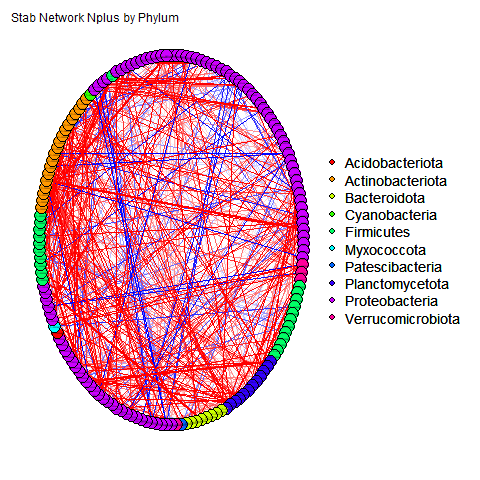 Stab Network Nplus by Phylum
Acidobacteriota
Actinobacteriota
Bacteroidota
Cyanobacteria
Firmicutes
Myxococcota
Patescibacteria
Planctomycetota
Proteobacteria
Verrucomicrobiota